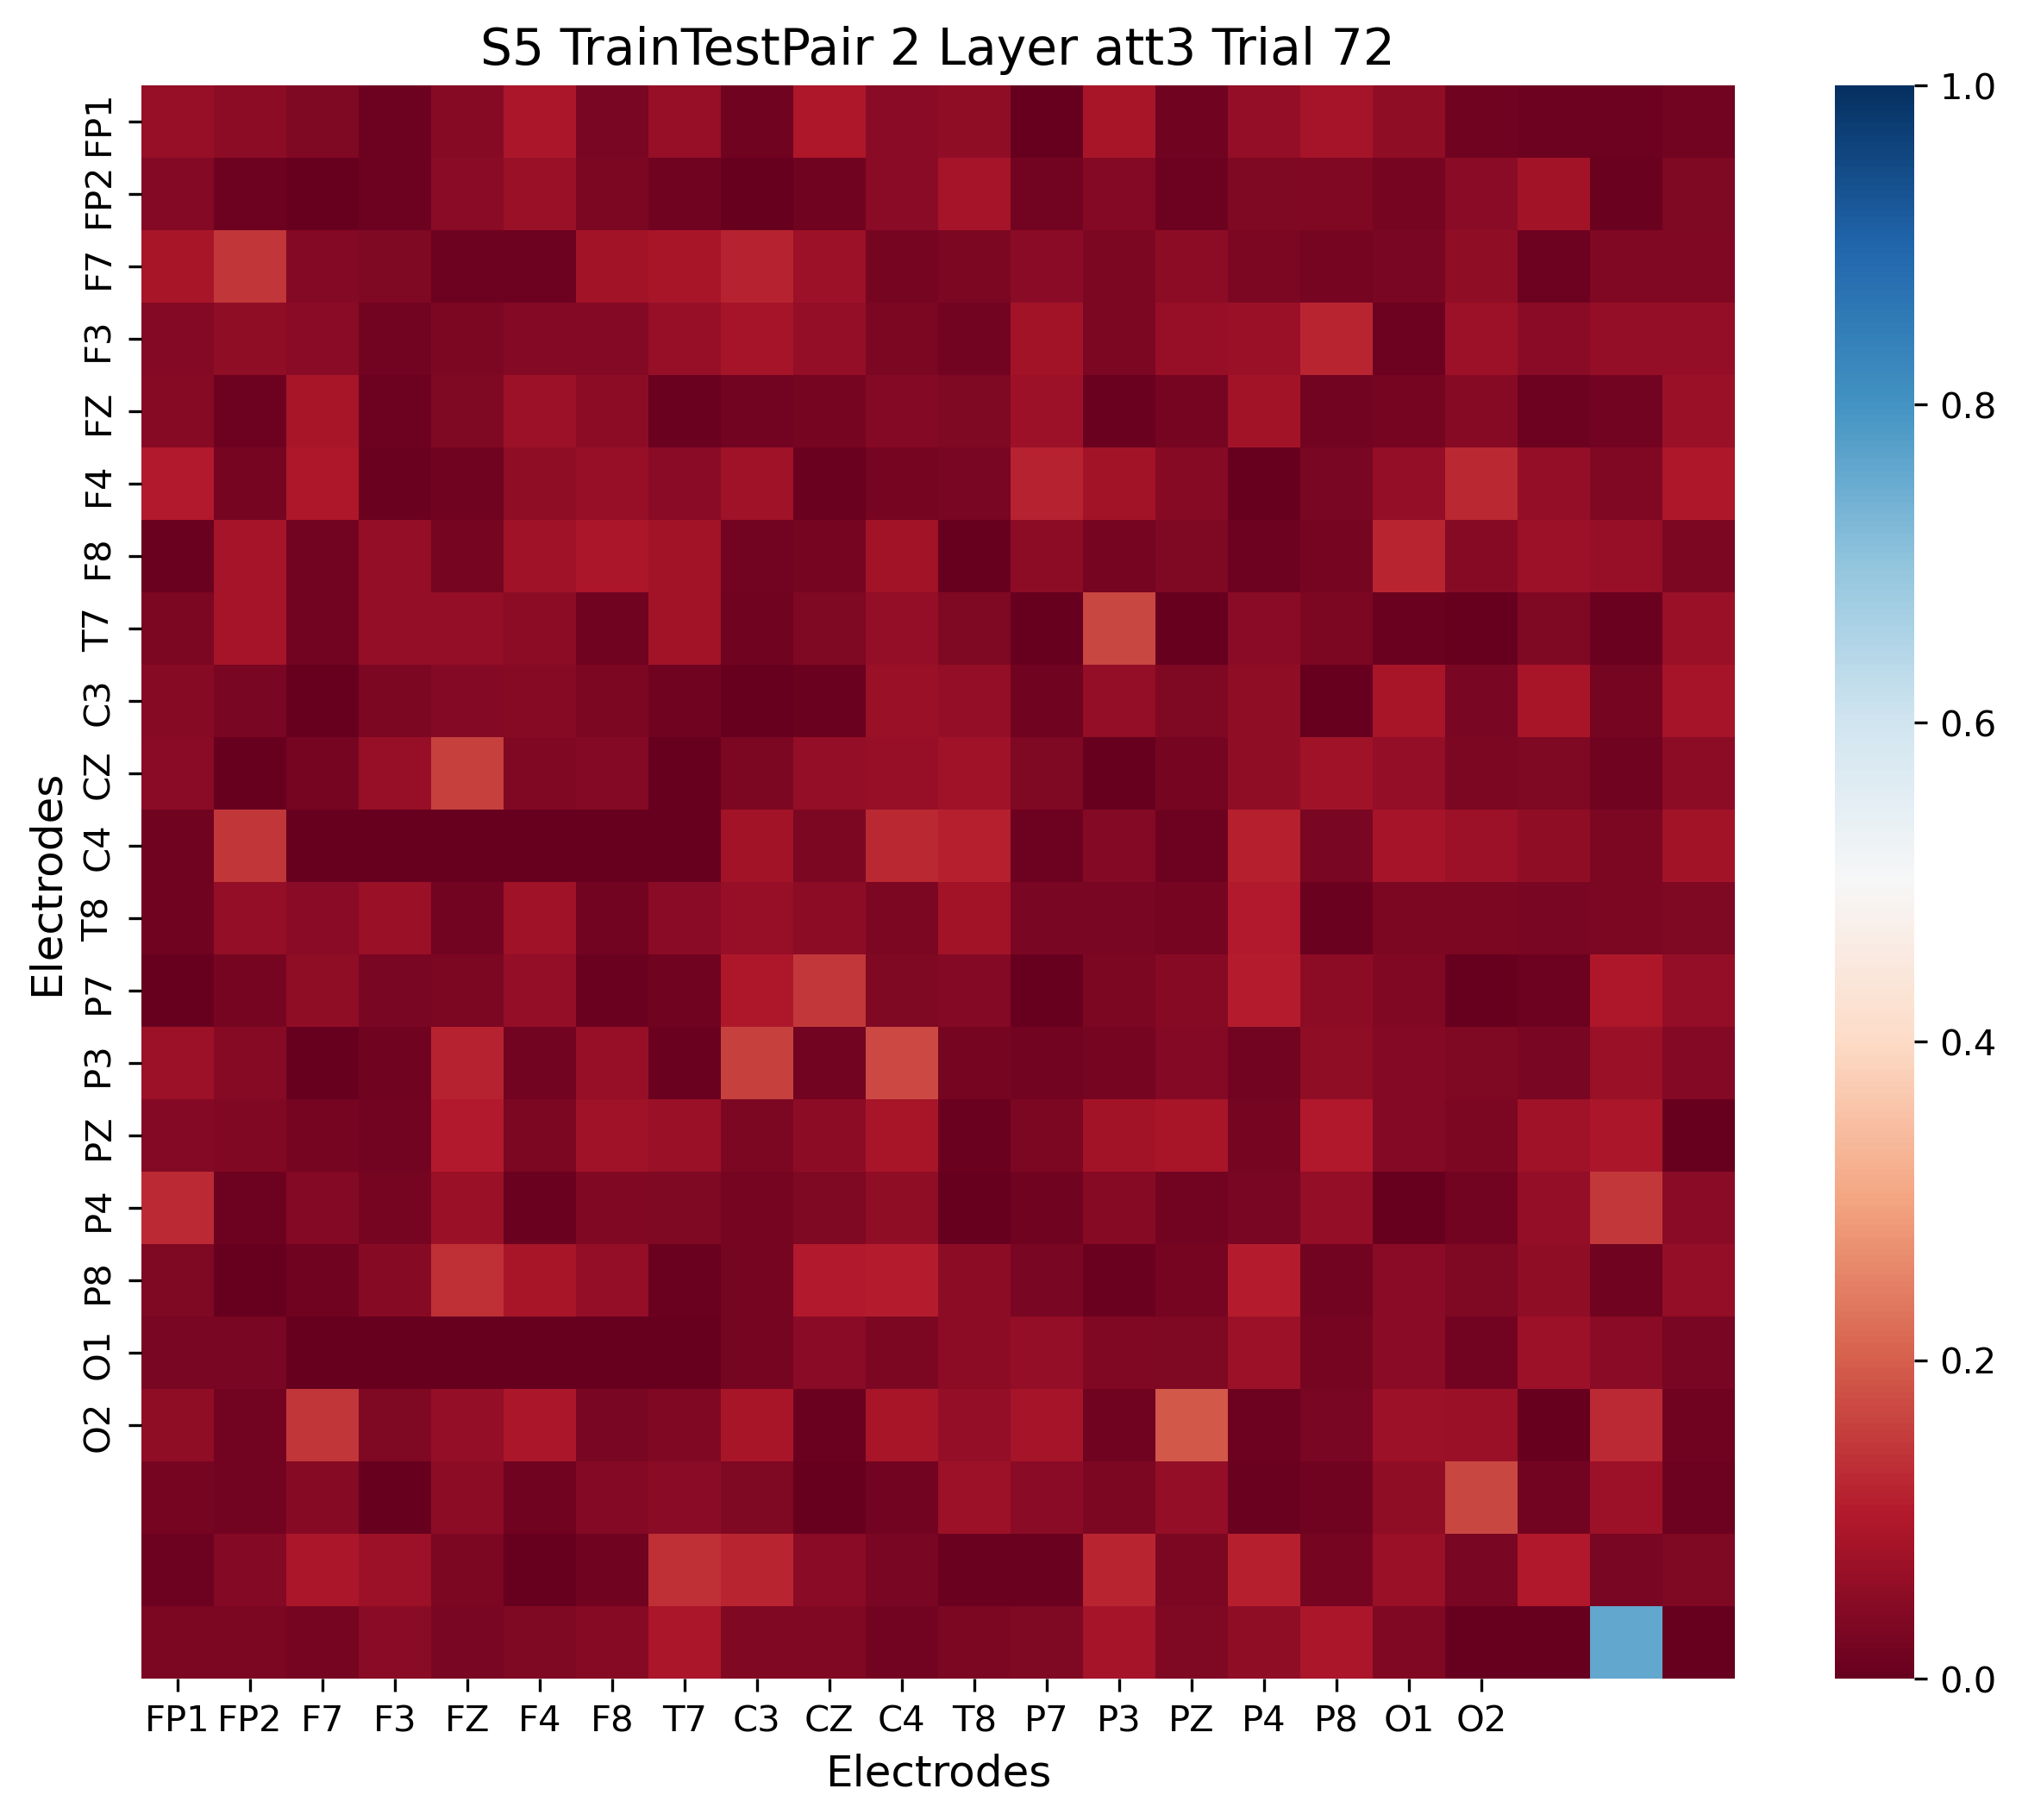 S5 TrainTestPair 2 Layer att3 Trial 72
Electrodes
FP1
FP2
F7
F3
FZ
F4
F8
T7
C3
CZ
C4
T8
P7
P3
PZ
P4
P8
O1
O2
FP1 FP2 F7 F3 FZ F4 F8 T7 C3 CZ C4 T8 P7 P3 PZ P4 P8 O1 O2
Electrodes
1.0
0.8
0.6
0.4
0.2
0.0